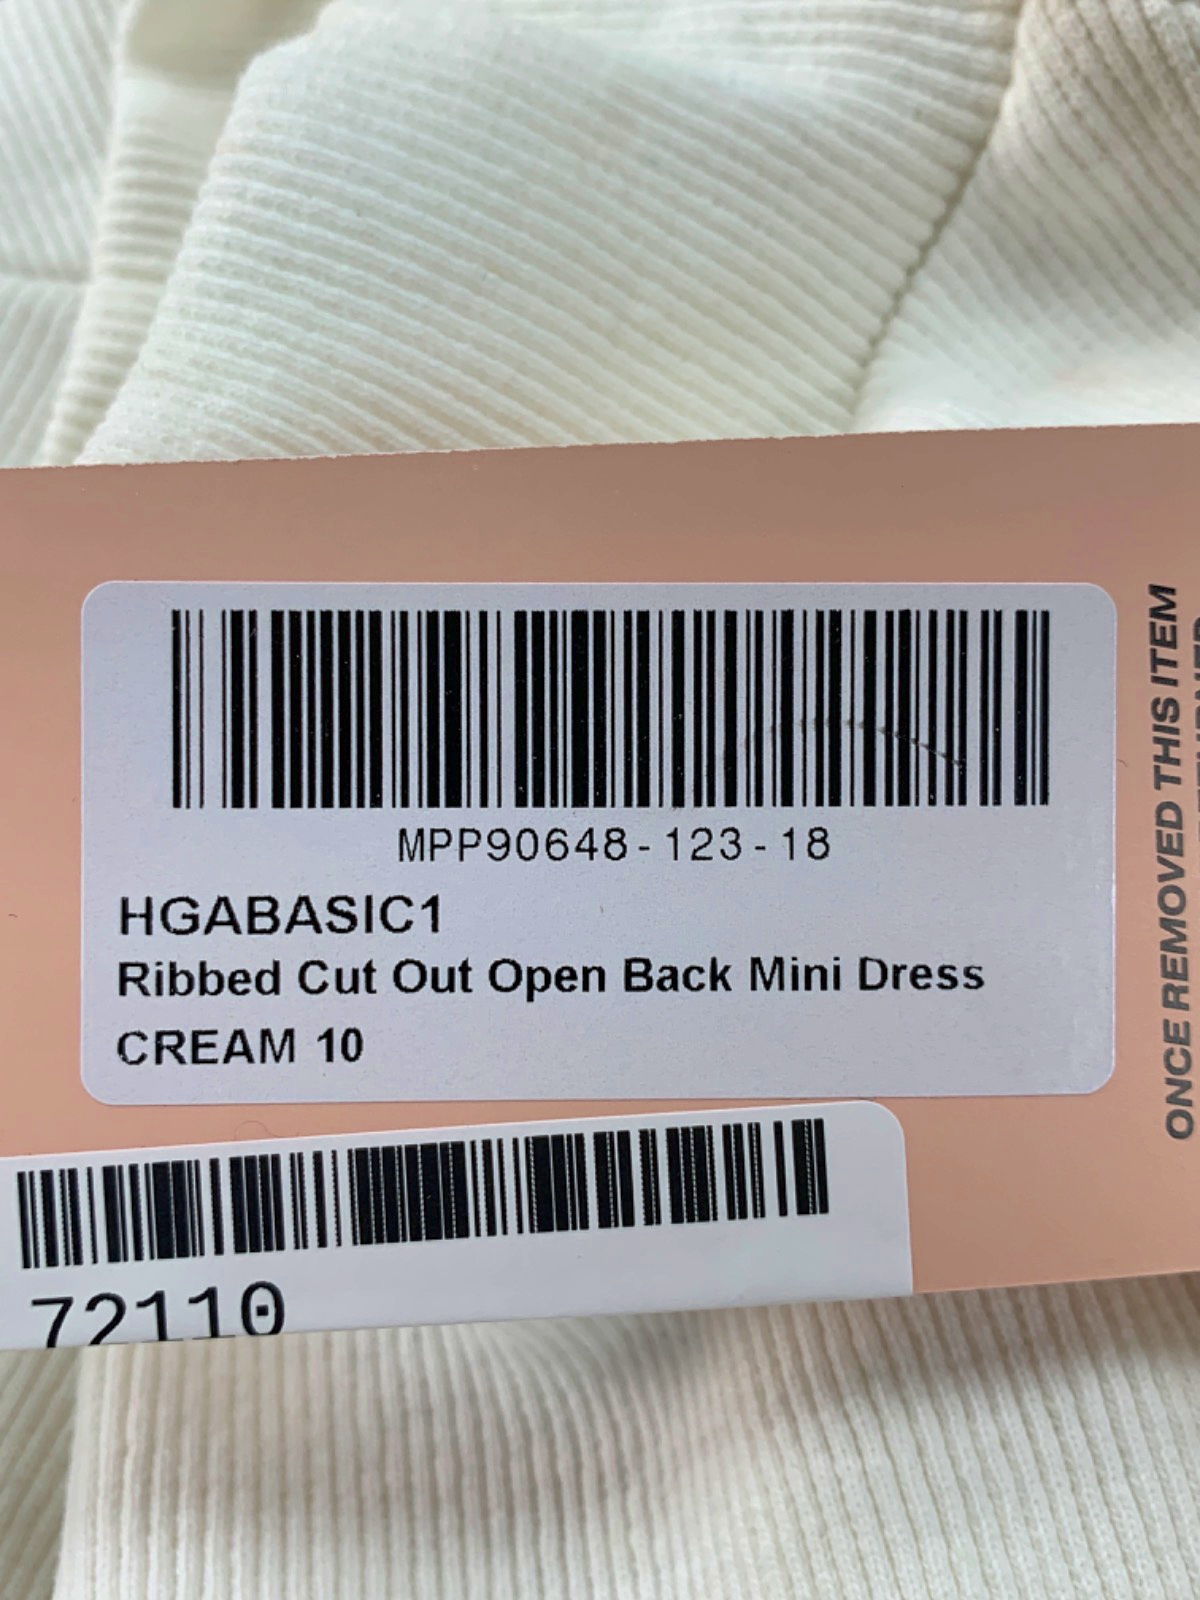 MPP90648-123-18
HGABASIC1
Ribbed Cut Out Open Back Mini Dress
CREAM 10
72110
ONCE REMOVED THIS ITEM